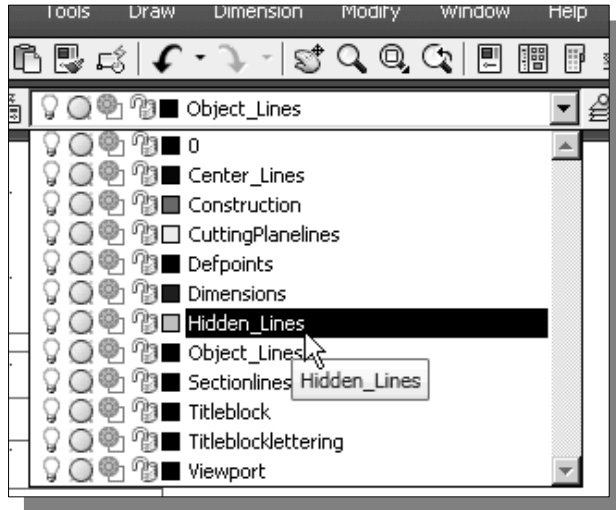 Tools Draw Dimension Modify Window Help
Object_Lines
0
Center_Lines
Construction
CuttingPlanelines
Defpoints
Dimensions
Hidden_Lines
Object_Lines
Sectionlines
Hidden_Lines
Titleblock
Titleblocklettering
Viewport